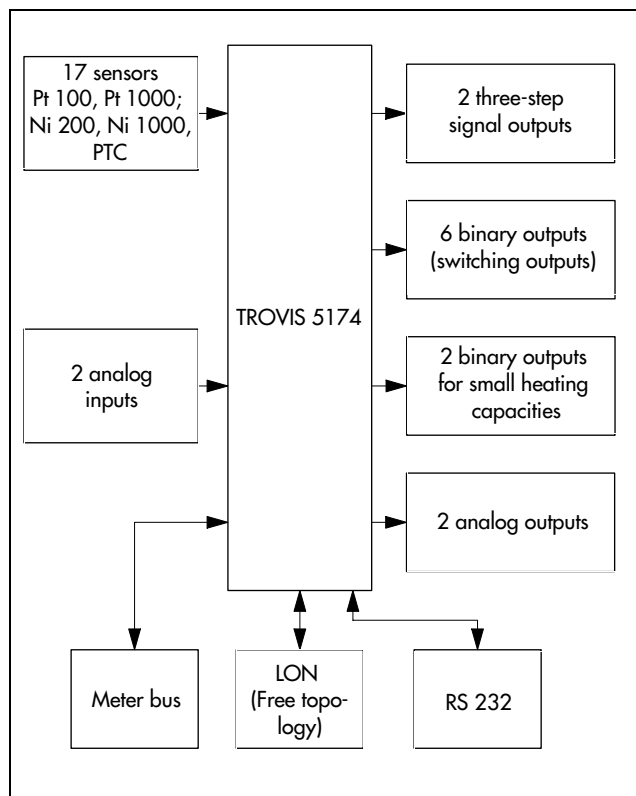 17 sensors
Pt 100, Pt 1000;
Ni 200, Ni 1000,
PTC
2 analog
inputs
TROVIS 5174
2 three-step
signal outputs
6 binary outputs
(switching outputs)
2 binary outputs
for small heating
capacities
2 analog outputs
Meter bus
LON
(Free topo-
logy)
RS 232